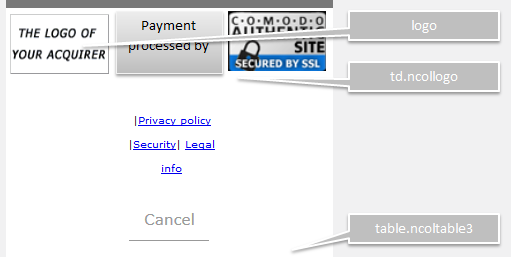 THE LOGO OF
YOUR ACQUIRER
Payment
processed by
C·O·M·O·D·O
AUTHENTIC
SITE
SECURED BY SSL
logo
td.ncollogo
|Privacy policy
|Security| Legal
info
Cancel
table.ncoltable3